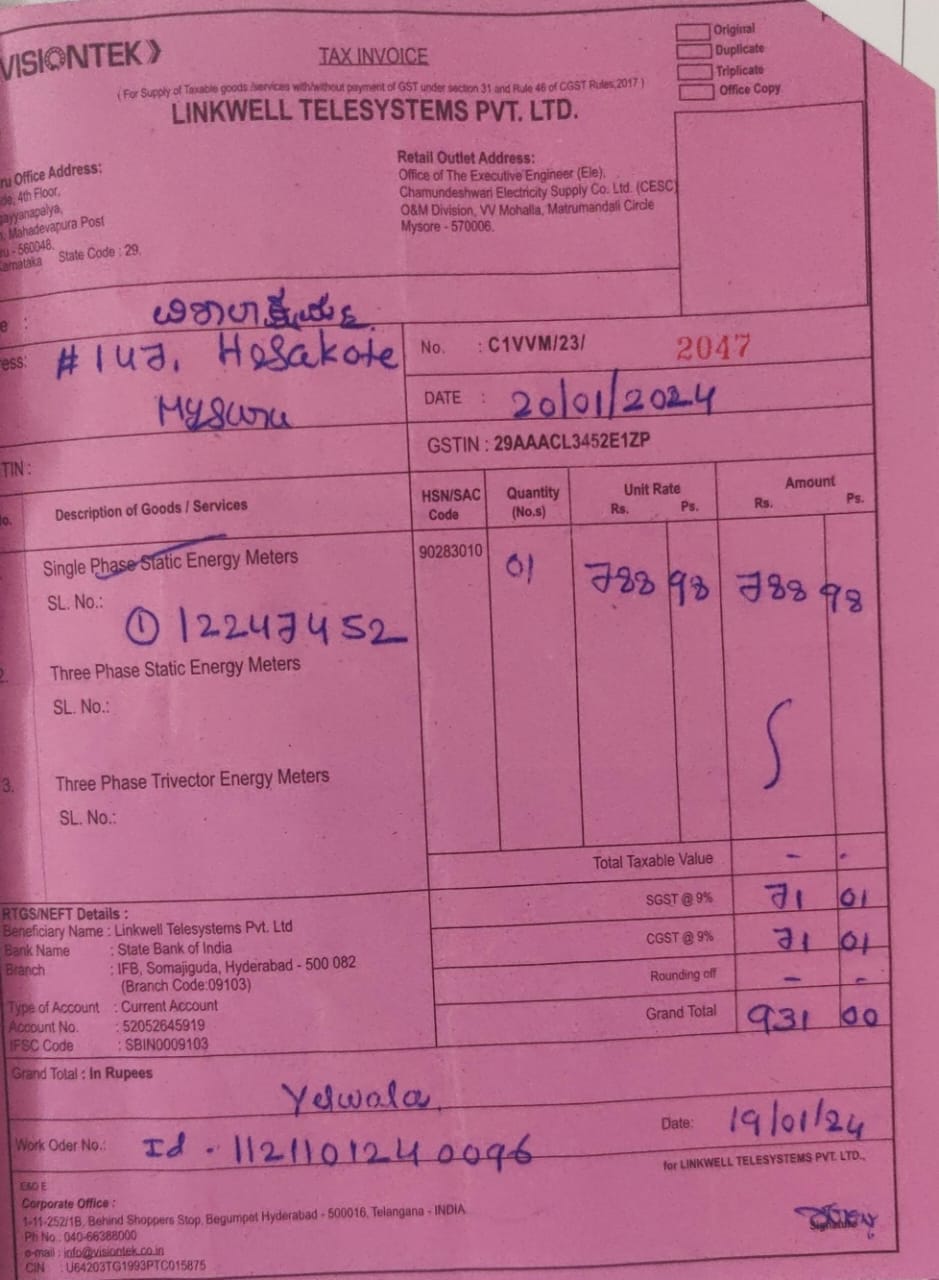 VISIONTEK
TAX INVOICE
Original
Duplicate
Triplicate
Office Copy
( For Supply of Taxable goods /services with/without payment of GST under section 31 and Rule 46 of CGST Rules,2017 )
LINKWELL TELESYSTEMS PVT. LTD.
ru Office Address:
de, 4th Floor,
gayyanapalya,
, Mahadevapura Post
ru - 560048.
Karnataka State Code : 29.
Retail Outlet Address:
Office of The Executive Engineer (Ele),
Chamundeshwari Electricity Supply Co. Ltd. (CESC)
O&M Division, VV Mohalla, Matrumandali Circle
Mysore - 570006.
e :
ess: # 147, Hosakote
Mysuru
No. : C1VVM/23/ 2047
DATE : 20/01/2024
GSTIN : 29AAACL3452E1ZP
TIN :
o. Description of Goods / Services HSN/SAC Code Quantity (No,s) Unit Rate Rs. Ps. Amount Rs. Ps.
Single Phase Static Energy Meters 90283010 01 788 98 788 98
SL. No.:
① 12247452
2. Three Phase Static Energy Meters
SL. No.:
3. Three Phase Trivector Energy Meters
SL. No.:
Total Taxable Value - -
SGST @ 9% 71 01
CGST @ 9% 71 01
Rounding off - -
Grand Total 931 00
RTGS/NEFT Details :
Beneficiary Name : Linkwell Telesystems Pvt. Ltd
Bank Name : State Bank of India
Branch : IFB, Somajiguda, Hyderabad - 500 082
(Branch Code:09103)
Type of Account : Current Account
Account No. : 52052645919
IFSC Code : SBIN0009103
Grand Total : In Rupees
Yelwala,
Work Oder No.: Id - 112110124 0096
Date: 19/01/24
for LINKWELL TELESYSTEMS PVT. LTD.,
E&O E
Corporate Office :
1-11-252/1B, Behind Shoppers Stop, Begumpet Hyderabad - 500016, Telangana - INDIA
Ph No : 040-66388000
e-mail : info@visiontek.co.in
CIN : U64203TG1993PTC015875